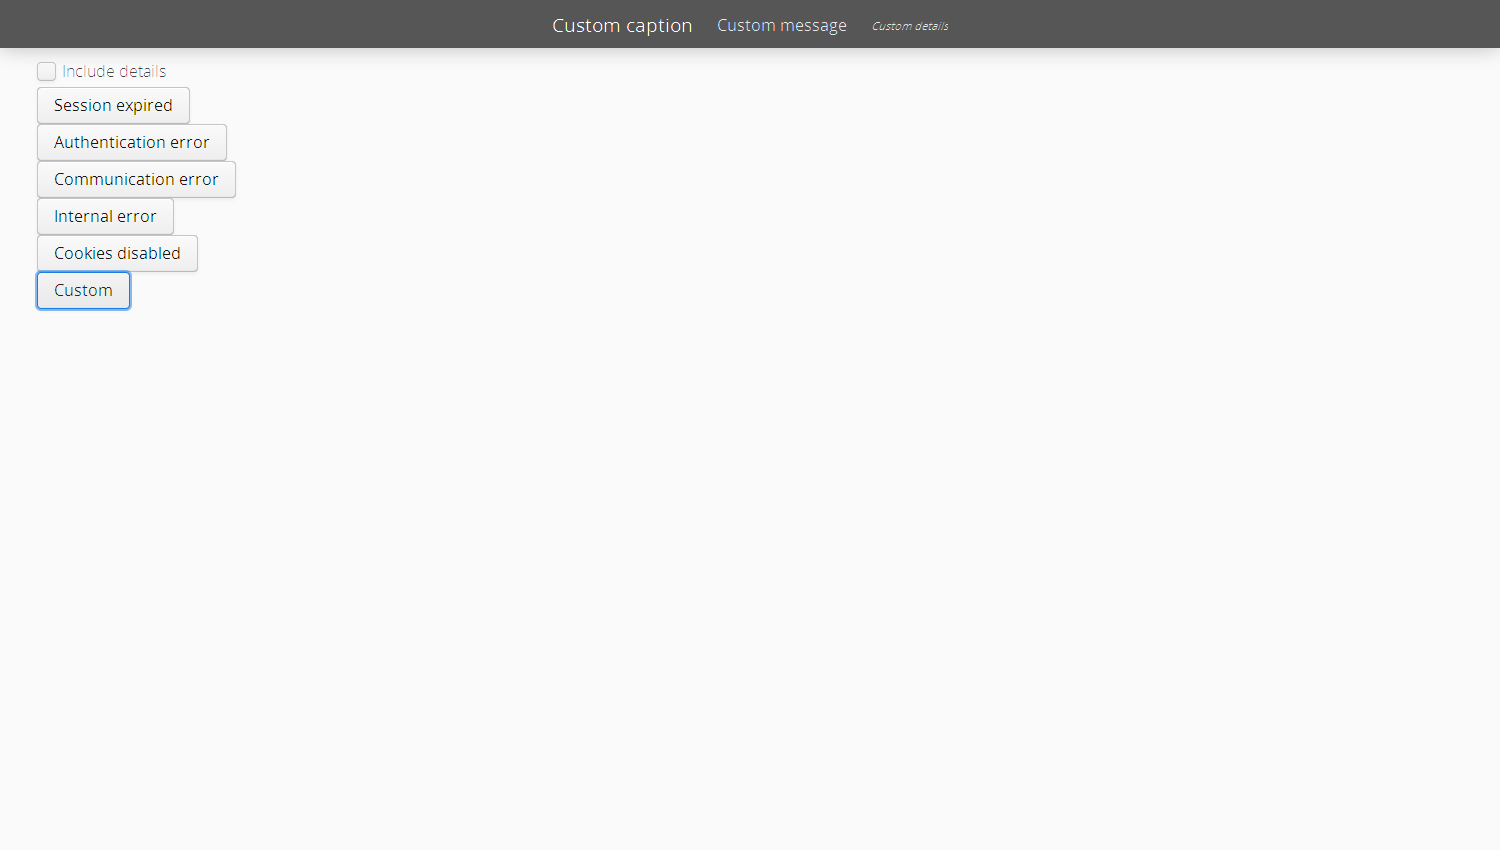 Custom caption Custom message Custom details
Include details
Session expired
Authentication error
Communication error
Internal error
Cookies disabled
Custom